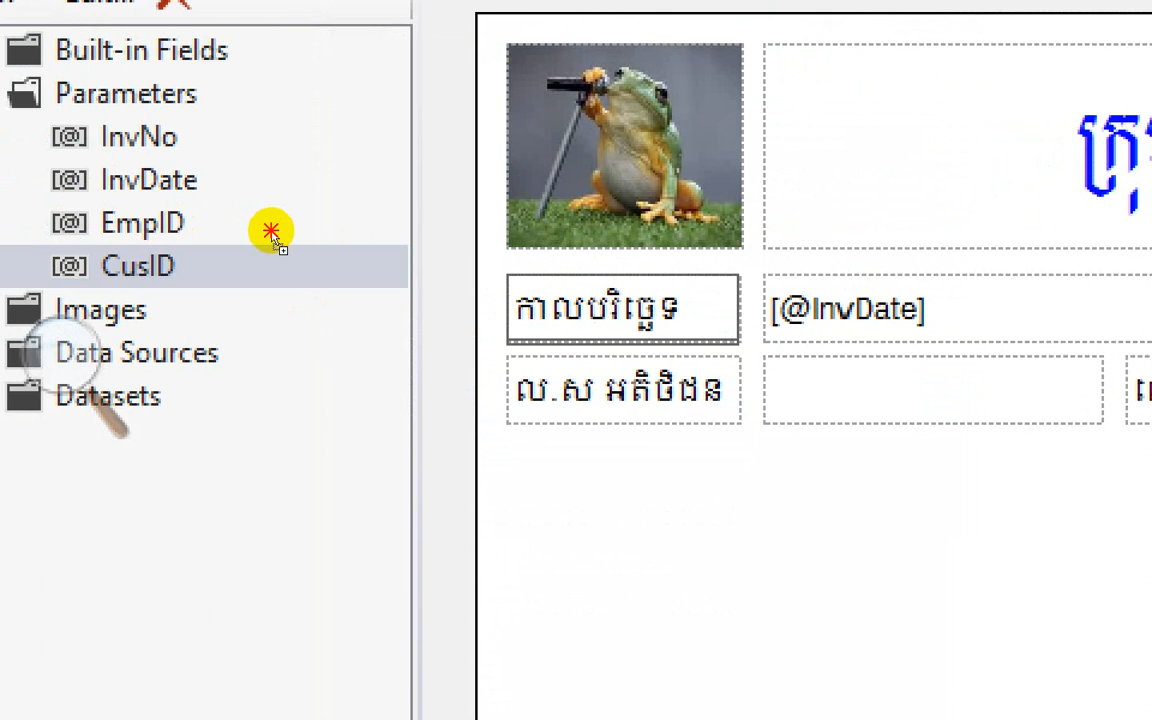 Built-in Fields
Parameters
[@] InvNo
[@] InvDate
[@] EmpID
[@] CusID
Images
Data Sources
Datasets
កាលបរិច្ឆេទ
[@InvDate]
ល.ស អតិថិជន